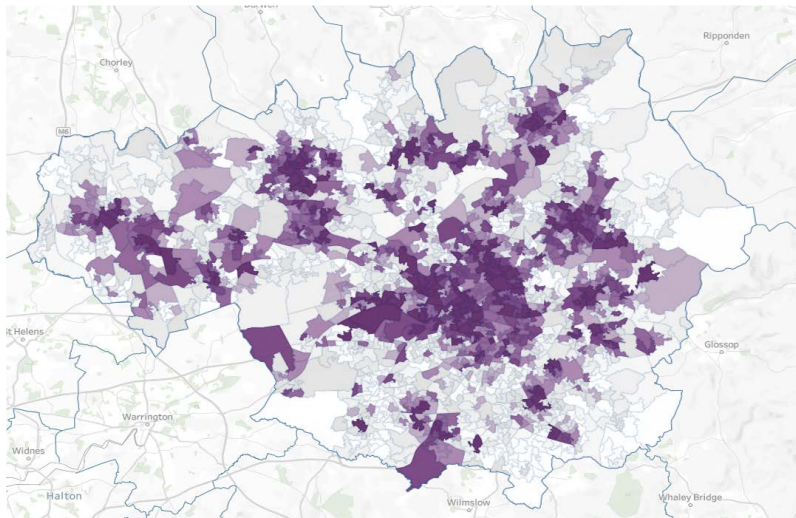 Darwen
Ripponden
Chorley
M6
St Helens
Glossop
Warrington
Widnes
Halton
Wilmslow
Whaley Bridge